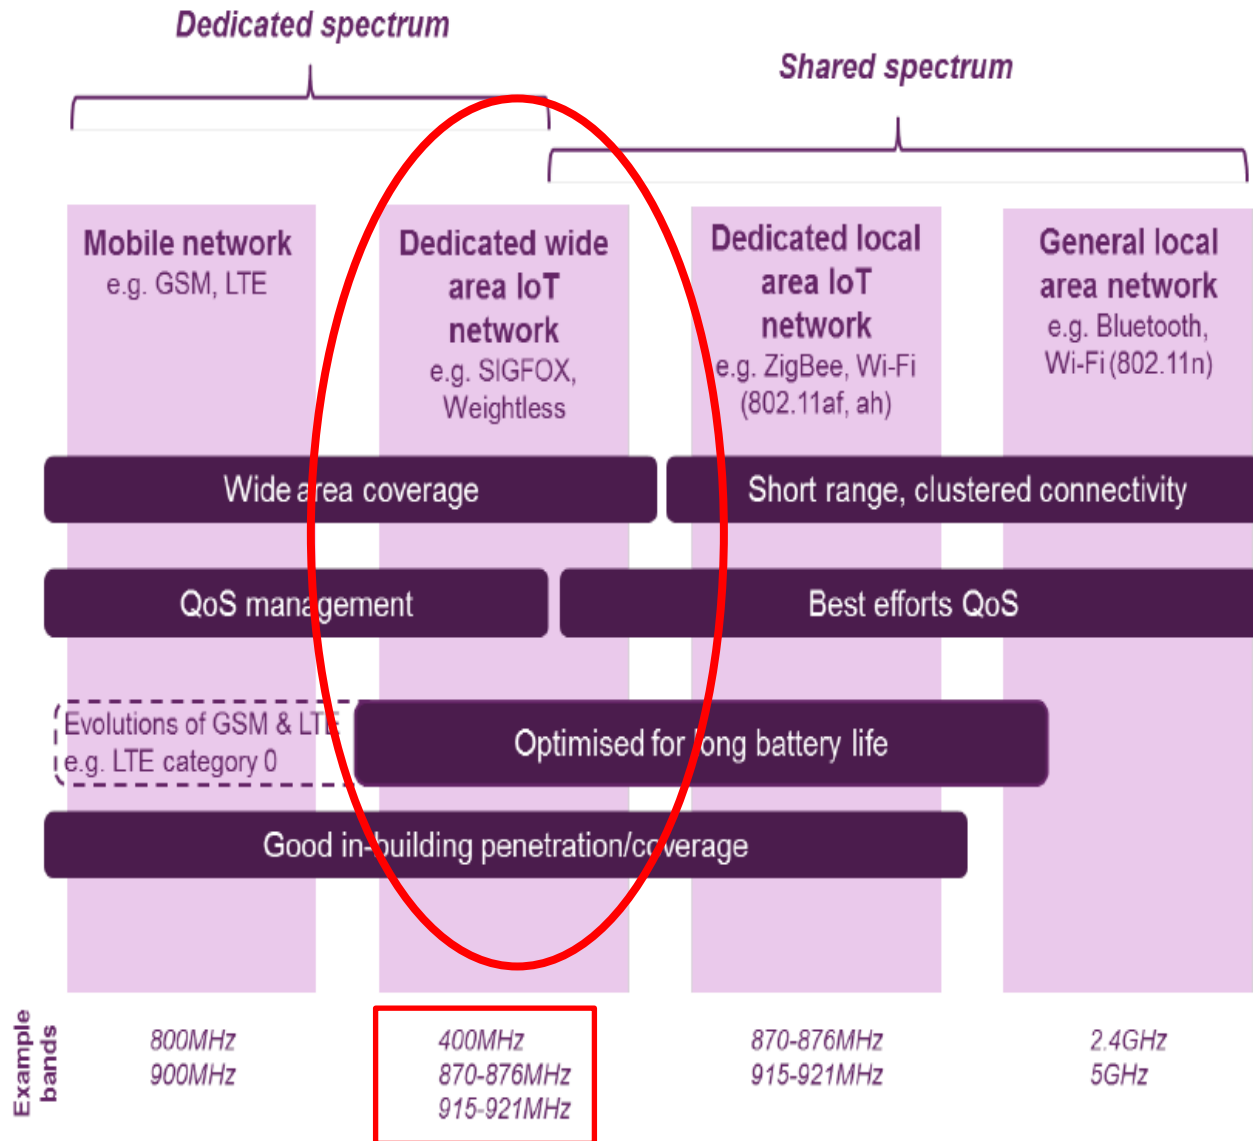 Dedicated spectrum
Shared spectrum
Mobile network
e.g. GSM, LTE
Dedicated wide
area IoT
network
e.g. SIGFOX,
Weightless
Dedicated local
area IoT
network
e.g. ZigBee, Wi-Fi
(802.11af, ah)
General local
area network
e.g. Bluetooth,
Wi-Fi (802.11n)
Wide area coverage
Short range, clustered connectivity
QoS management
Best efforts QoS
Evolutions of GSM & LTE
e.g. LTE category 0
Optimised for long battery life
Good in-building penetration/coverage
Example
bands
800MHz
900MHz
400MHz
870-876MHz
915-921MHz
870-876MHz
915-921MHz
2.4GHz
5GHz